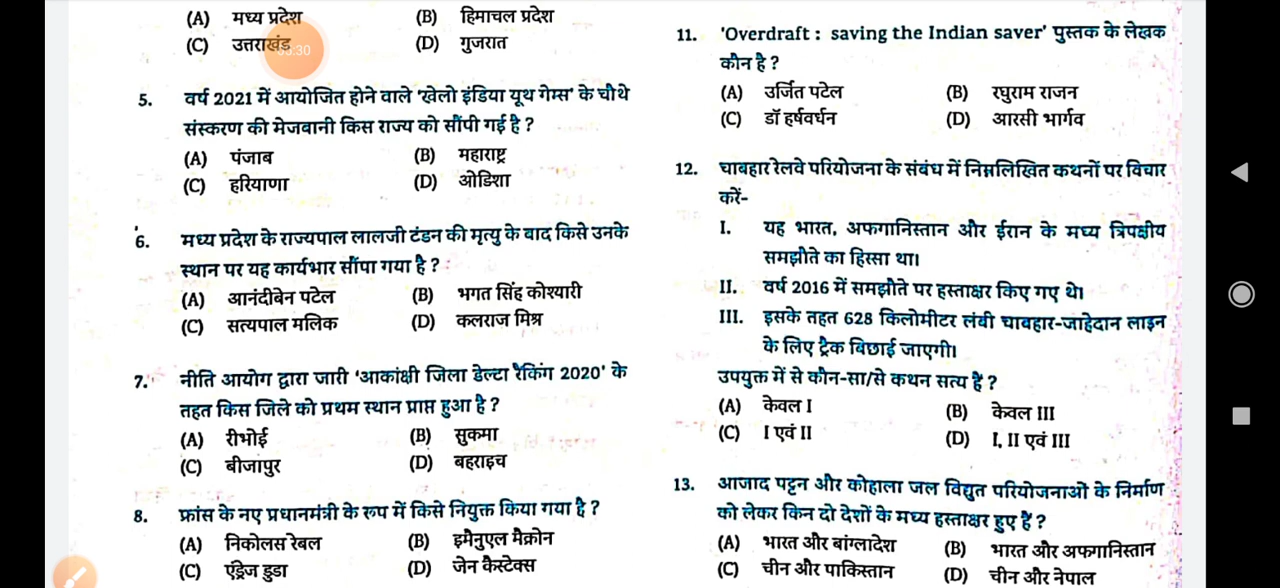 (A) मध्य प्रदेश (B) हिमाचल प्रदेश
(C) उत्तराखंड (D) गुजरात
5. वर्ष 2021 में आयोजित होने वाले 'खेलो इंडिया यूथ गेम्स' के चौथे
संस्करण की मेजबानी किस राज्य को सौंपी गई है ?
(A) पंजाब (B) महाराष्ट्र
(C) हरियाणा (D) ओडिशा
6. मध्य प्रदेश के राज्यपाल लालजी टंडन की मृत्यु के बाद किसे उनके
स्थान पर यह कार्यभार सौंपा गया है ?
(A) आनंदीबेन पटेल (B) भगत सिंह कोश्यारी
(C) सत्यपाल मलिक (D) कलराज मिश्र
7. नीति आयोग द्वारा जारी 'आकांक्षी जिला डेल्टा रैकिंग 2020' के
तहत किस जिले को प्रथम स्थान प्राप्त हुआ है ?
(A) रीभोई (B) सुकमा
(C) बीजापुर (D) बहराइच
8. फ्रांस के नए प्रधानमंत्री के रूप में किसे नियुक्त किया गया है ?
(A) निकोलस रेबल (B) इमैनुएल मैक्रोन
(C) एंड्रेज डुडा (D) जेन कैस्टेक्स
11. 'Overdraft : saving the Indian saver' पुस्तक के लेखक
कौन है ?
(A) उर्जित पटेल (B) रघुराम राजन
(C) डॉ हर्षवर्धन (D) आरसी भार्गव
12. चाबहार रेलवे परियोजना के संबंध में निम्नलिखित कथनों पर विचार
करें-
I. यह भारत, अफगानिस्तान और ईरान के मध्य त्रिपक्षीय
समझौते का हिस्सा था।
II. वर्ष 2016 में समझौते पर हस्ताक्षर किए गए थे।
III. इसके तहत 628 किलोमीटर लंबी चाबहार-जाहेदान लाइन
के लिए ट्रैक बिछाई जाएगी।
उपयुक्त में से कौन-सा/से कथन सत्य हैं ?
(A) केवल I (B) केवल III
(C) I एवं II (D) I, II एवं III
13. आजाद पट्टन और कोहाला जल विद्युत परियोजनाओं के निर्माण
को लेकर किन दो देशों के मध्य हस्ताक्षर हुए हैं ?
(A) भारत और बांग्लादेश (B) भारत और अफगानिस्तान
(C) चीन और पाकिस्तान (D) चीन और नेपाल